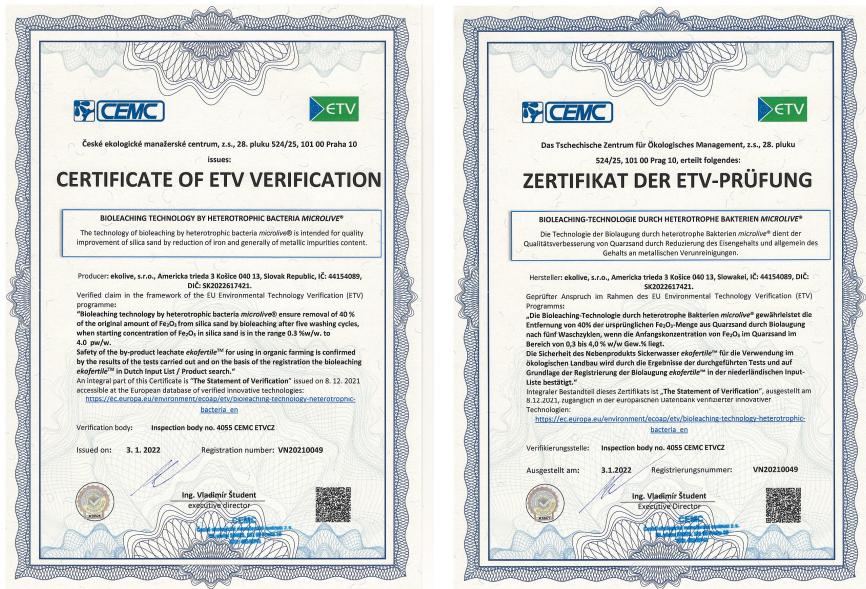 CEMC
ETV
České ekologické manažerské centrum, z.s., 28. pluku 524/25, 101 00 Praha 10
issues:
CERTIFICATE OF ETV VERIFICATION
BIOLEACHING TECHNOLOGY BY HETEROTROPHIC BACTERIA MICROLIVE®
The technology of bioleaching by heterotrophic bacteria microlive® is intended for quality
improvement of silica sand by reduction of iron and generally of metallic impurities content.
Producer: ekolive, s.r.o., Americka trieda 3 Košice 040 13, Slovak Republic, IČ: 44154089,
DIČ: SK2022617421.
Verified claim in the framework of the EU Environmental Technology Verification (ETV)
programme:
"Bioleaching technology by heterotrophic bacteria microlive® ensure removal of 40 %
of the original amount of Fe₂O₃ from silica sand by bioleaching after five washing cycles,
when starting concentration of Fe₂O₃ in silica sand is in the range 0.3 %w/w. to
4.0 pw/w.
Safety of the by-product leachate ekofertile™ for using in organic farming is confirmed
by the results of the tests carried out and on the basis of the registration the bioleaching
ekofertile™ in Dutch Input List / Product search."
An integral part of this Certificate is "The Statement of Verification" issued on 8. 12. 2021
accessible at the European database of verified innovative technologies:
https://ec.europa.eu/environment/ecoap/etv/bioleaching-technology-heterotrophic-
bacteria_en
Verification body: Inspection body no. 4055 CEMC ETVCZ
Issued on: 3. 1. 2022 Registration number: VN20210049
Ing. Vladimír Študent
executive director
CEMC
CEMC
ETV
Das Tschechische Zentrum für Ökologisches Management, z.s., 28. pluku
524/25, 101 00 Prag 10, erteilt folgendes:
ZERTIFIKAT DER ETV-PRÜFUNG
BIOLEACHING-TECHNOLOGIE DURCH HETEROTROPHE BAKTERIEN MICROLIVE®
Die Technologie der Biolaugung durch heterotrophe Bakterien microlive® dient der
Qualitätsverbesserung von Quarzsand durch Reduzierung des Eisengehalts und allgemein des
Gehalts an metallischen Verunreinigungen.
Hersteller: ekolive, s.r.o., Americka trieda 3 Košice 040 13, Slowakei, IČ: 44154089, DIČ:
SK2022617421.
Geprüfter Anspruch im Rahmen des EU Environmental Technology Verification (ETV)
Programms:
„Die Bioleaching-Technologie durch heterotrophe Bakterien microlive® gewährleistet die
Entfernung von 40% der ursprünglichen Fe₂O₃-Menge aus Quarzsand durch Biolaugung
nach fünf Waschzyklen, wenn die Anfangskonzentration von Fe₂O₃ im Quarzsand im
Bereich von 0,3 bis 4,0 % w/w Gew.% liegt.
Die Sicherheit des Nebenprodukts Sickerwasser ekofertile™ für die Verwendung im
ökologischen Landbau wird durch die Ergebnisse der durchgeführten Tests und auf
Grundlage der Registrierung der Biolaugung ekofertile™ in der niederländischen Input-
Liste bestätigt."
Integraler Bestandteil dieses Zertifikats ist „The Statement of Verification", ausgestellt am
8.12.2021, zugänglich in der europäischen Datenbank verifizierter innovativer
Technologien:
https://ec.europa.eu/environment/ecoap/etv/bioleaching-technology-heterotrophic-
bacteria_en
Verifikierungsstelle: Inspection body no. 4055 CEMC ETVCZ
Ausgestellt am: 3.1.2022 Registrierungsnummer: VN20210049
Ing. Vladimír Študent
Executive Director
CEMC